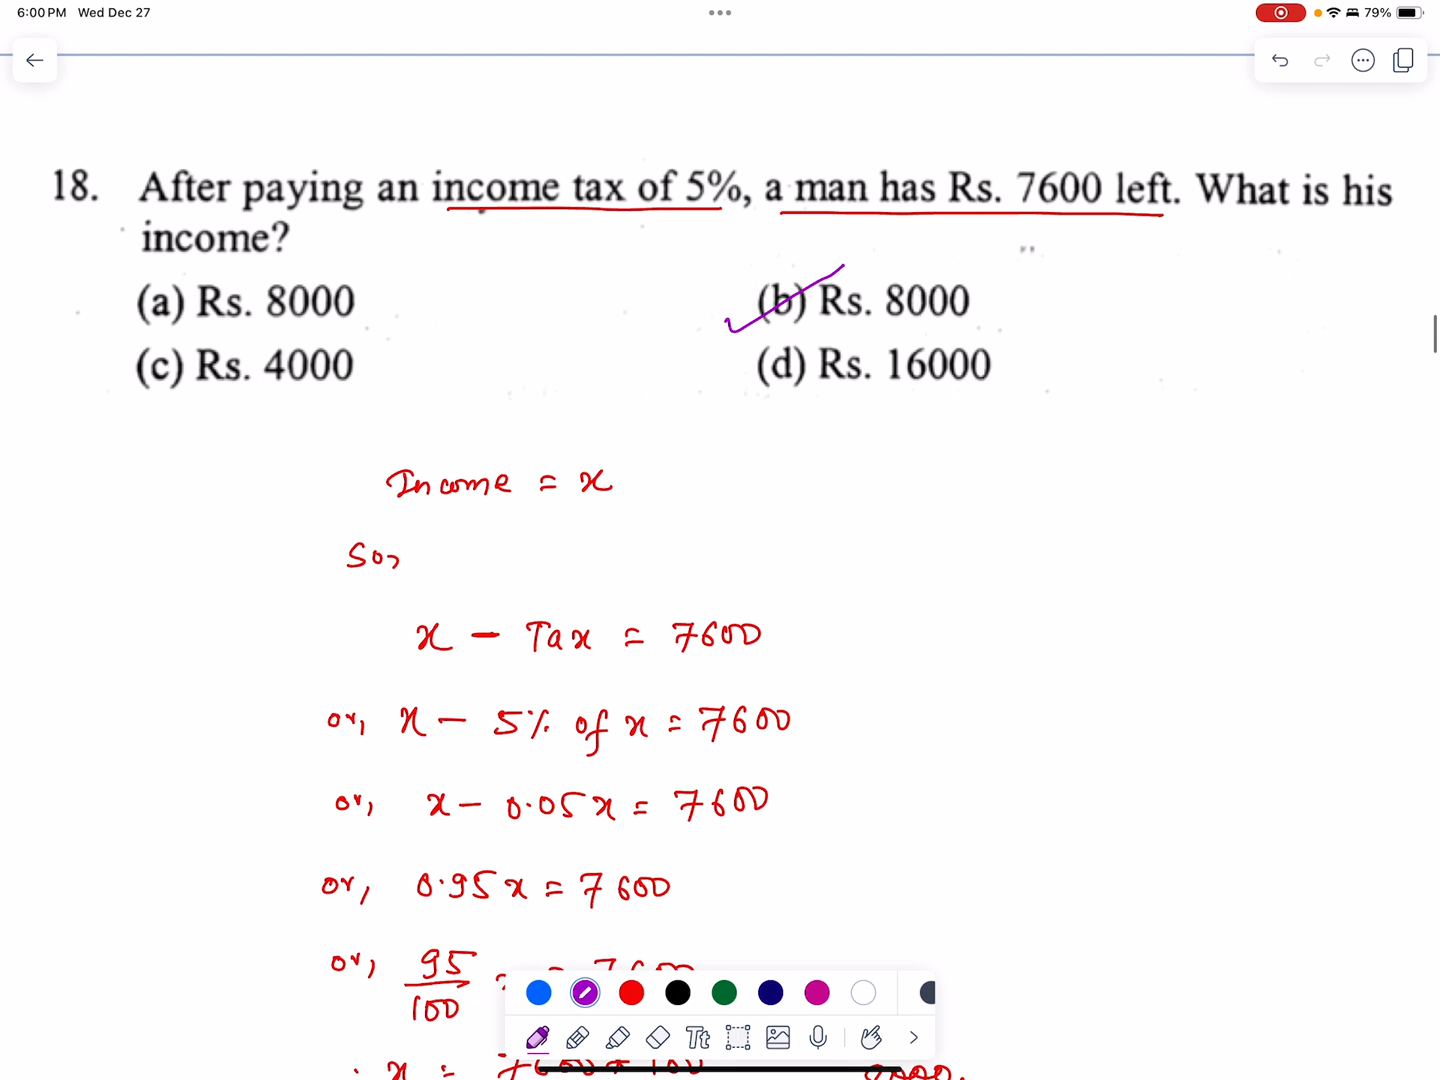 6:00 PM Wed Dec 27
79%
18. After paying an income tax of 5%, a man has Rs. 7600 left. What is his
income?
(a) Rs. 8000 (b) Rs. 8000
(c) Rs. 4000 (d) Rs. 16000
Income = x
So,
x - Tax = 7600
or, x - 5% of x = 7600
or, x - 0.05x = 7600
or, 0.95x = 7600
or, 95/100
Tt